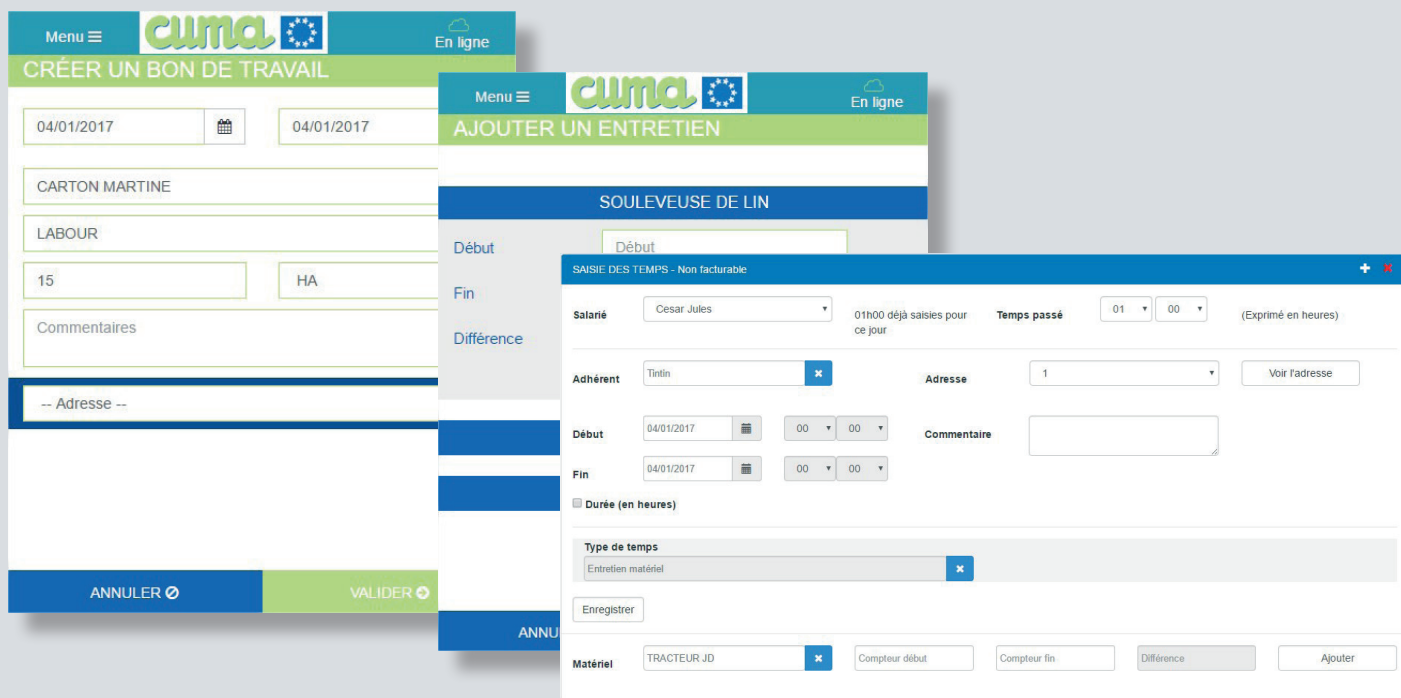 Menu
cuma
En ligne
CRÉER UN BON DE TRAVAIL
04/01/2017
04/01/2017
CARTON MARTINE
LABOUR
15
HA
Commentaires
-- Adresse --
ANNULER
VALIDER
Menu
cuma
En ligne
AJOUTER UN ENTRETIEN
SOULEVEUSE DE LIN
Début
Début
Fin
Différence
ANNU
SAISIE DES TEMPS - Non facturable
Salarié
Cesar Jules
01h00 déjà saisies pour
ce jour
Temps passé
01
00
(Exprimé en heures)
Adhérent
Tintin
Adresse
1
Voir l'adresse
Début
04/01/2017
00
00
Commentaire
Fin
04/01/2017
00
00
Durée (en heures)
Type de temps
Entretien matériel
Enregistrer
Matériel
TRACTEUR JD
Compteur début
Compteur fin
Différence
Ajouter